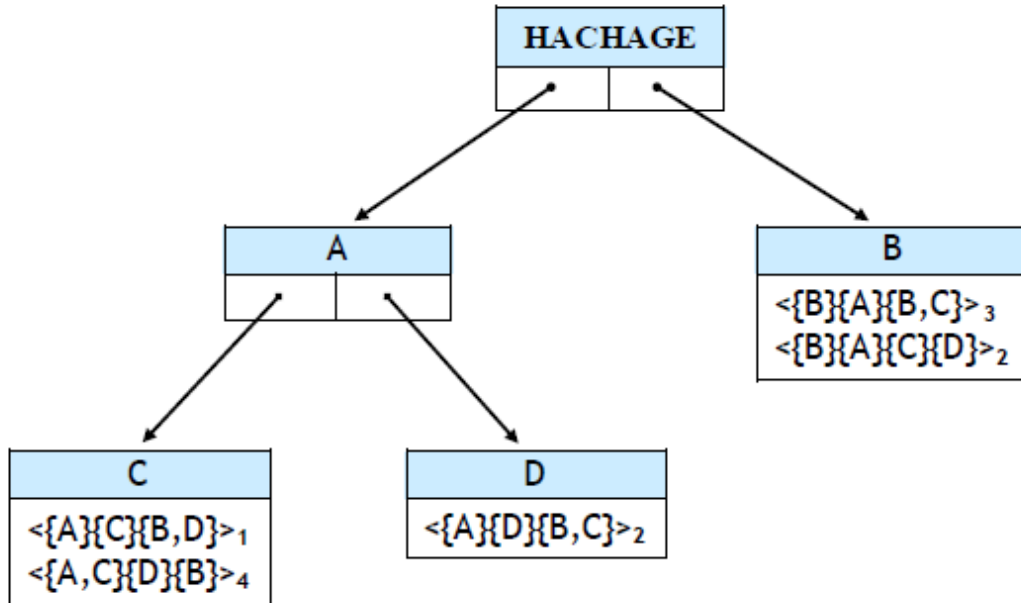 HACHAGE
A
B
<{B}{A}{B,C}>₃
<{B}{A}{C}{D}>₂
C
<{A}{C}{B,D}>₁
<{A,C}{D}{B}>₄
D
<{A}{D}{B,C}>₂